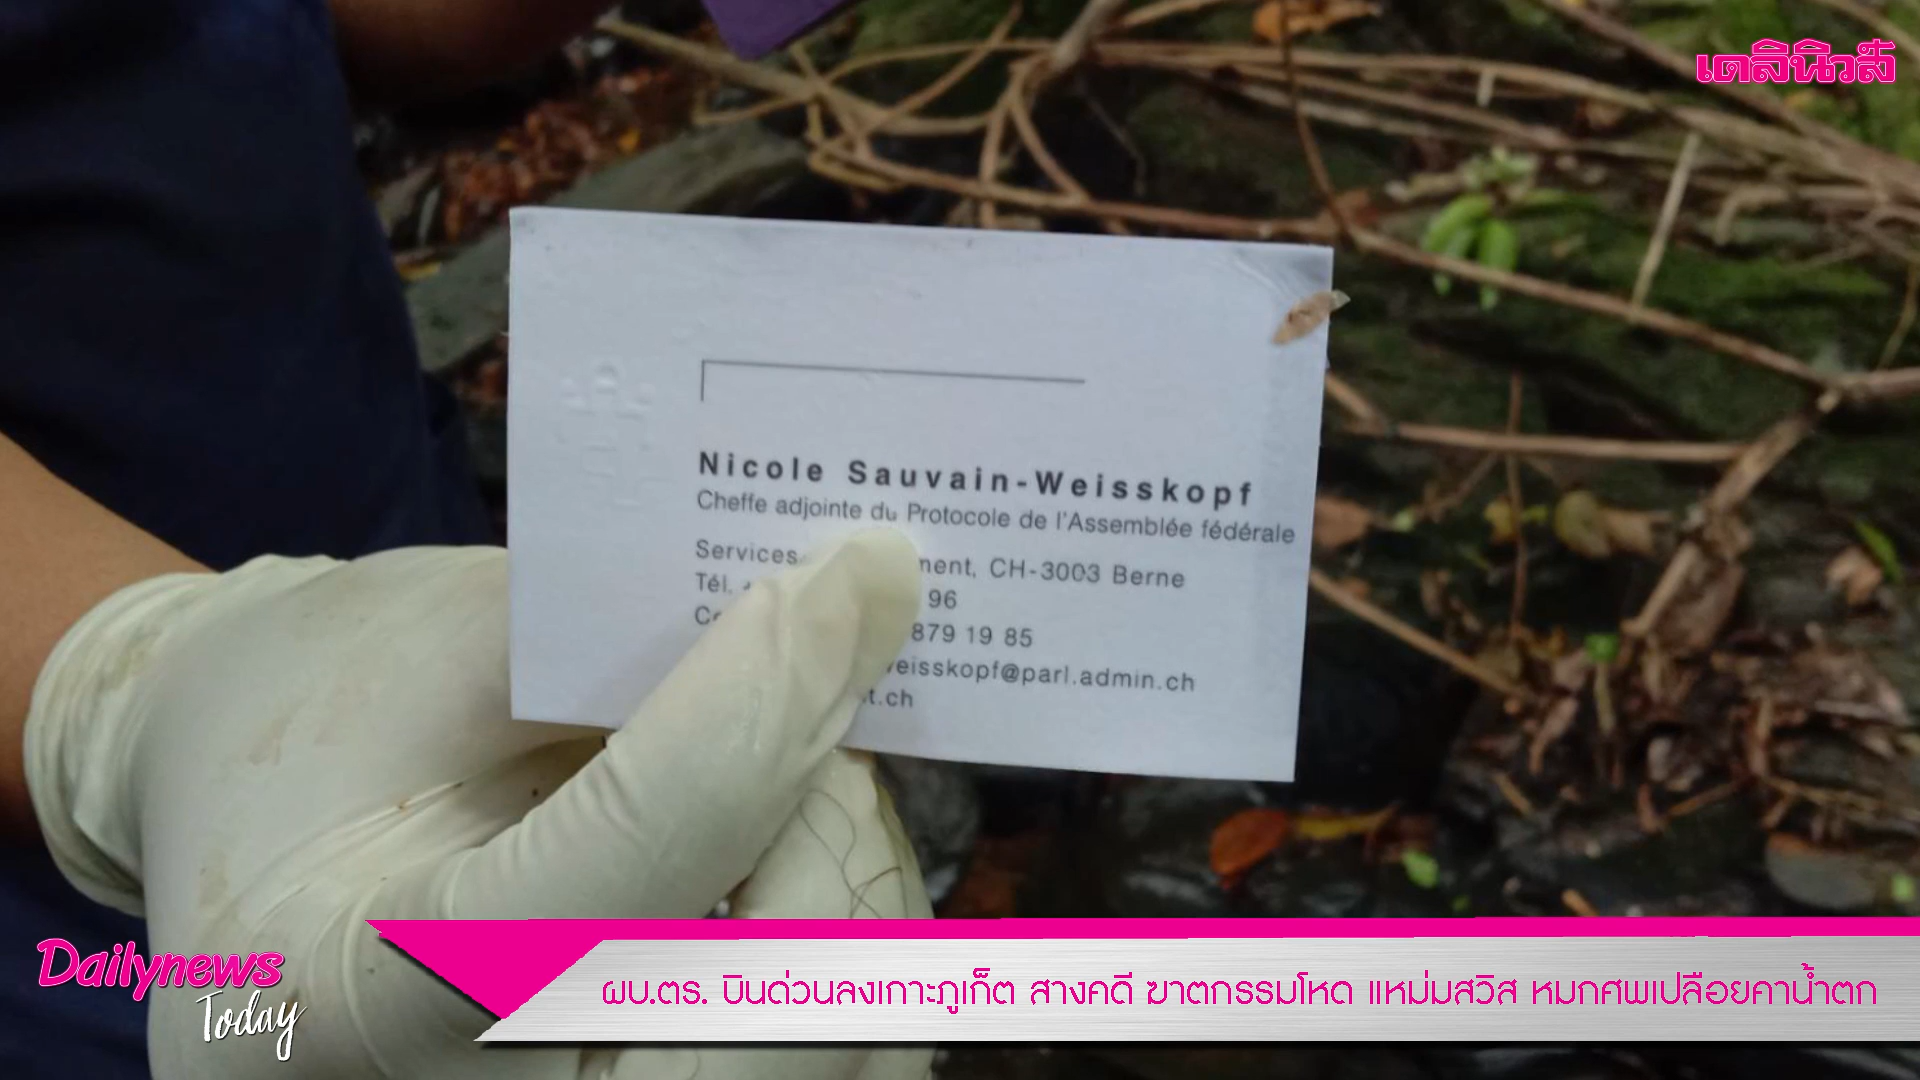 เดลินิวส์
Nicole Sauvain-Weisskopf
Cheffe adjointe du Protocole de l'Assemblée fédérale
Services CH-3003 Berne
Tél. 96
879 19 85
eisskopf@parl.admin.ch
t.ch
Dailynews
Today
ผบ.ตร. บินด่วนลงเกาะภูเก็ต สางคดี ฆาตกรรมโหด แหม่มสวิส หมกศพเปลือยคาน้ำตก